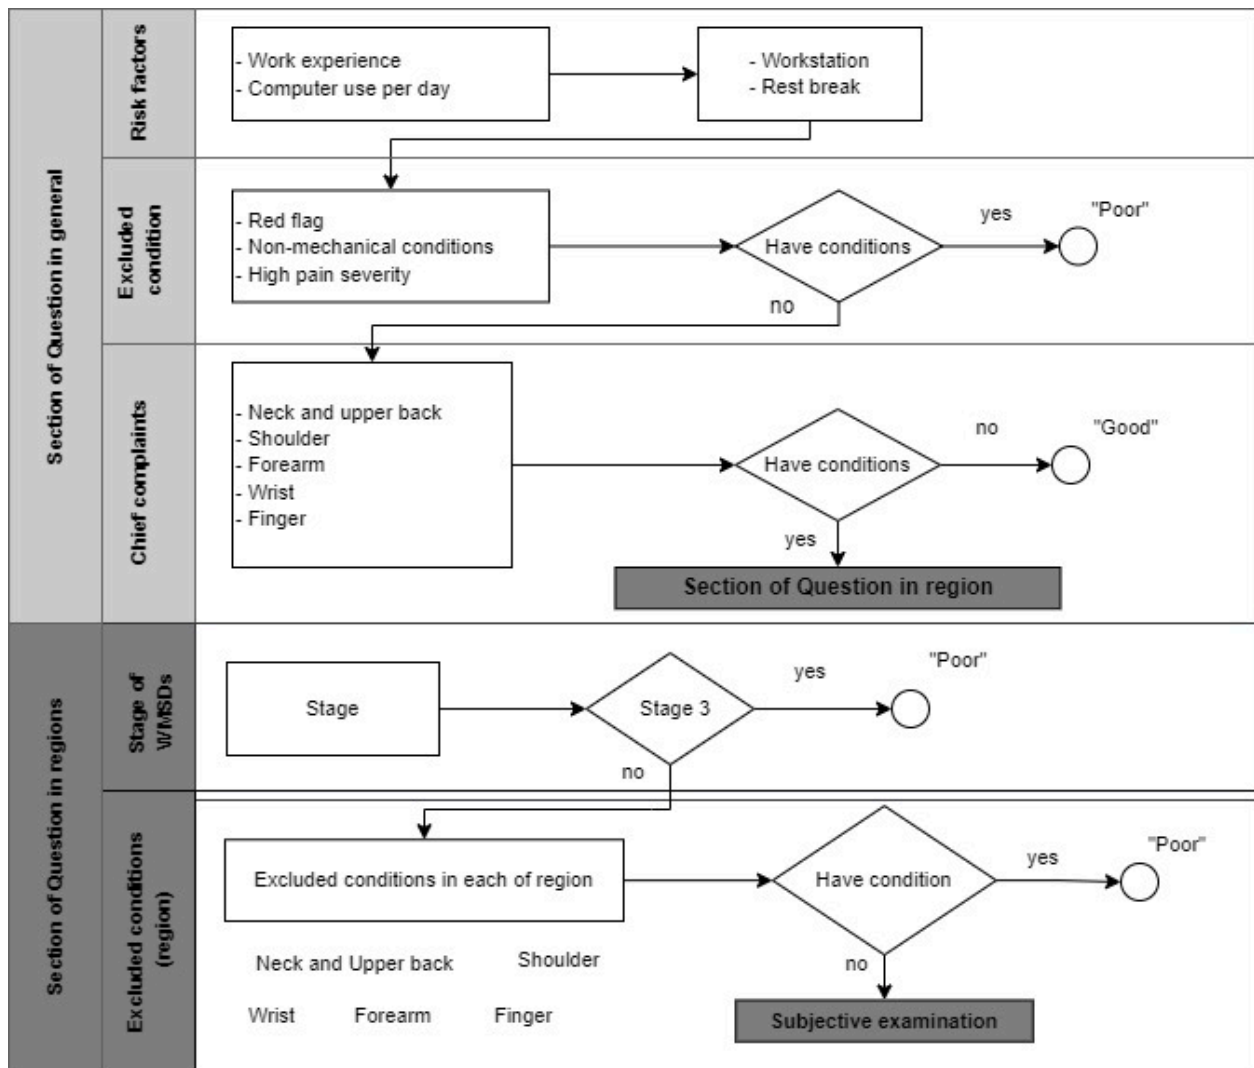 Section of Question in general
Risk factors
- Work experience
- Computer use per day
- Workstation
- Rest break
Excluded
condition
- Red flag
- Non-mechanical conditions
- High pain severity
Have conditions
yes
"Poor"
no
Chief complaints
- Neck and upper back
- Shoulder
- Forearm
- Wrist
- Finger
Have conditions
no
"Good"
yes
Section of Question in region
Section of Question in regions
Stage of
WMSDs
Stage
Stage 3
yes
"Poor"
no
Excluded conditions
(region)
Excluded conditions in each of region
Have condition
yes
"Poor"
no
Neck and Upper back
Shoulder
Wrist
Forearm
Finger
Subjective examination